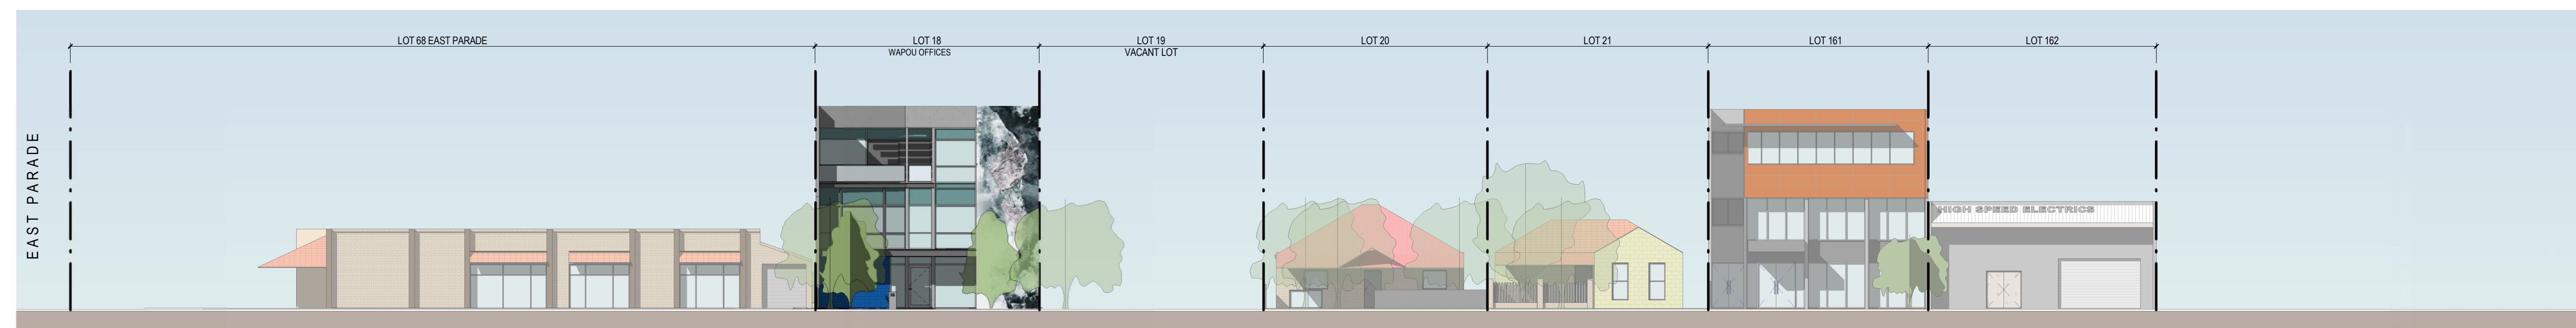 LOT 68 EAST PARADE
LOT 18
WAPOU OFFICES
LOT 19
VACANT LOT
LOT 20
LOT 21
LOT 161
LOT 162
EAST PARADE
HIGH SPEED ELECTRICS